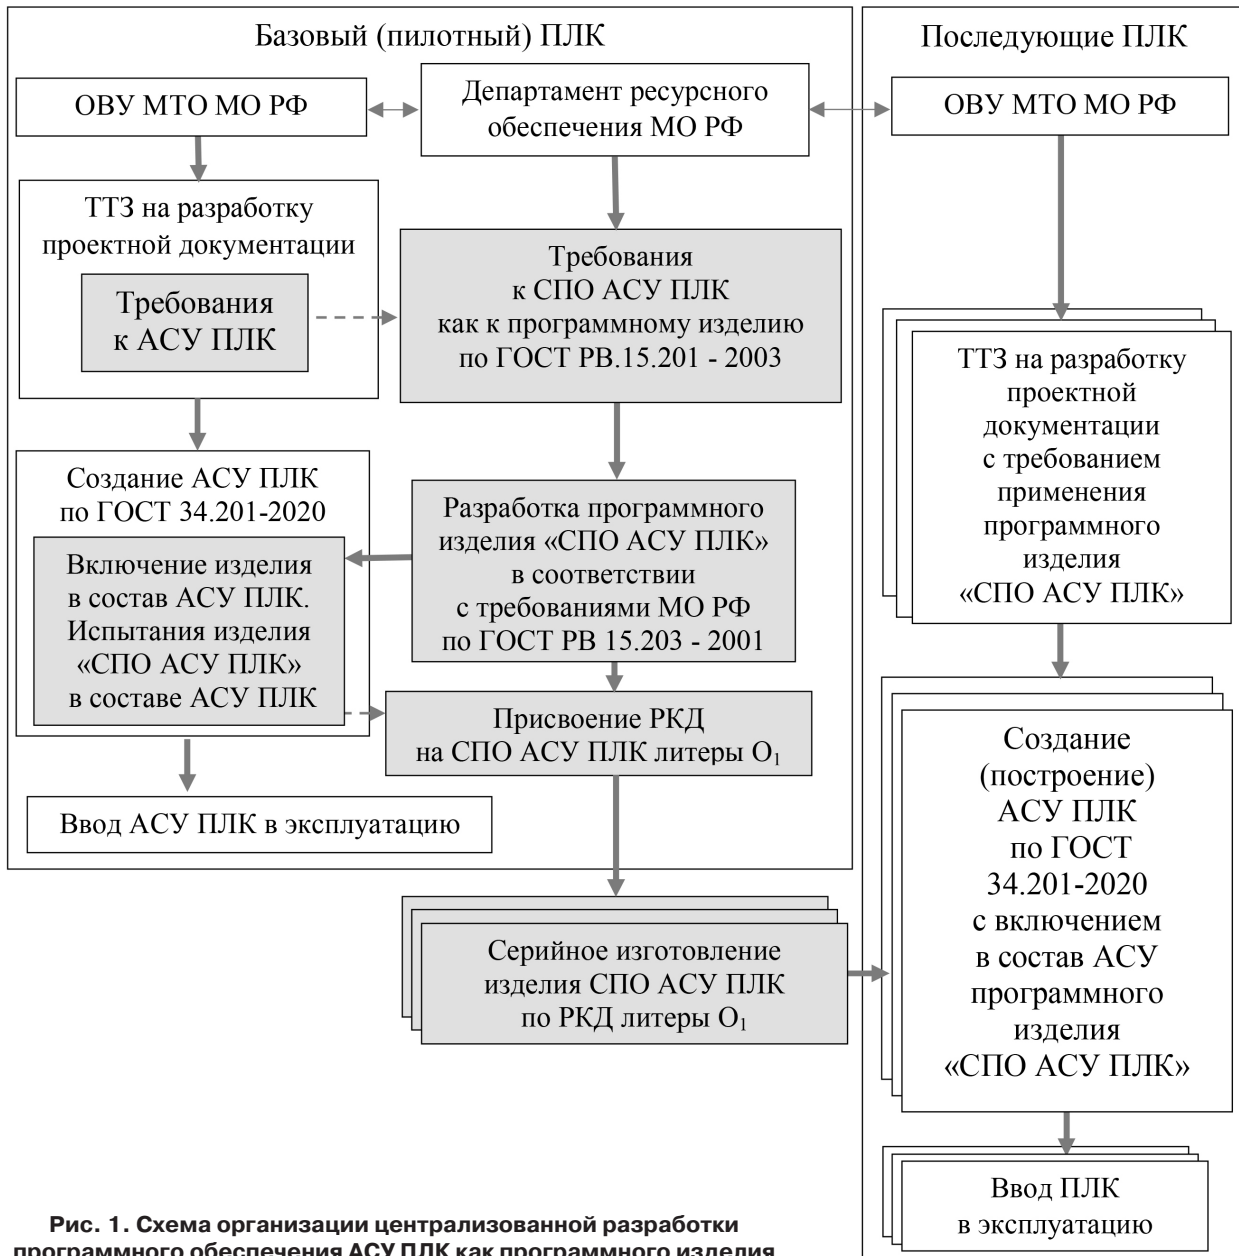 Базовый (пилотный) ПЛК
ОВУ МТО МО РФ
Департамент ресурсного
обеспечения МО РФ
ТТЗ на разработку
проектной документации
Требования
к АСУ ПЛК
Требования
к СПО АСУ ПЛК
как к программному изделию
по ГОСТ РВ.15.201 - 2003
Создание АСУ ПЛК
по ГОСТ 34.201-2020
Включение изделия
в состав АСУ ПЛК.
Испытания изделия
«СПО АСУ ПЛК»
в составе АСУ ПЛК
Разработка программного
изделия «СПО АСУ ПЛК»
в соответствии
с требованиями МО РФ
по ГОСТ РВ 15.203 - 2001
Присвоение РКД
на СПО АСУ ПЛК литеры О₁
Ввод АСУ ПЛК в эксплуатацию
Серийное изготовление
изделия СПО АСУ ПЛК
по РКД литеры О₁
Последующие ПЛК
ОВУ МТО МО РФ
ТТЗ на разработку
проектной
документации
с требованием
применения
программного
изделия
«СПО АСУ ПЛК»
Создание
(построение)
АСУ ПЛК
по ГОСТ
34.201-2020
с включением
в состав АСУ
программного
изделия
«СПО АСУ ПЛК»
Ввод ПЛК
в эксплуатацию
Рис. 1. Схема организации централизованной разработки
программного обеспечения АСУ ПЛК как программного изделия